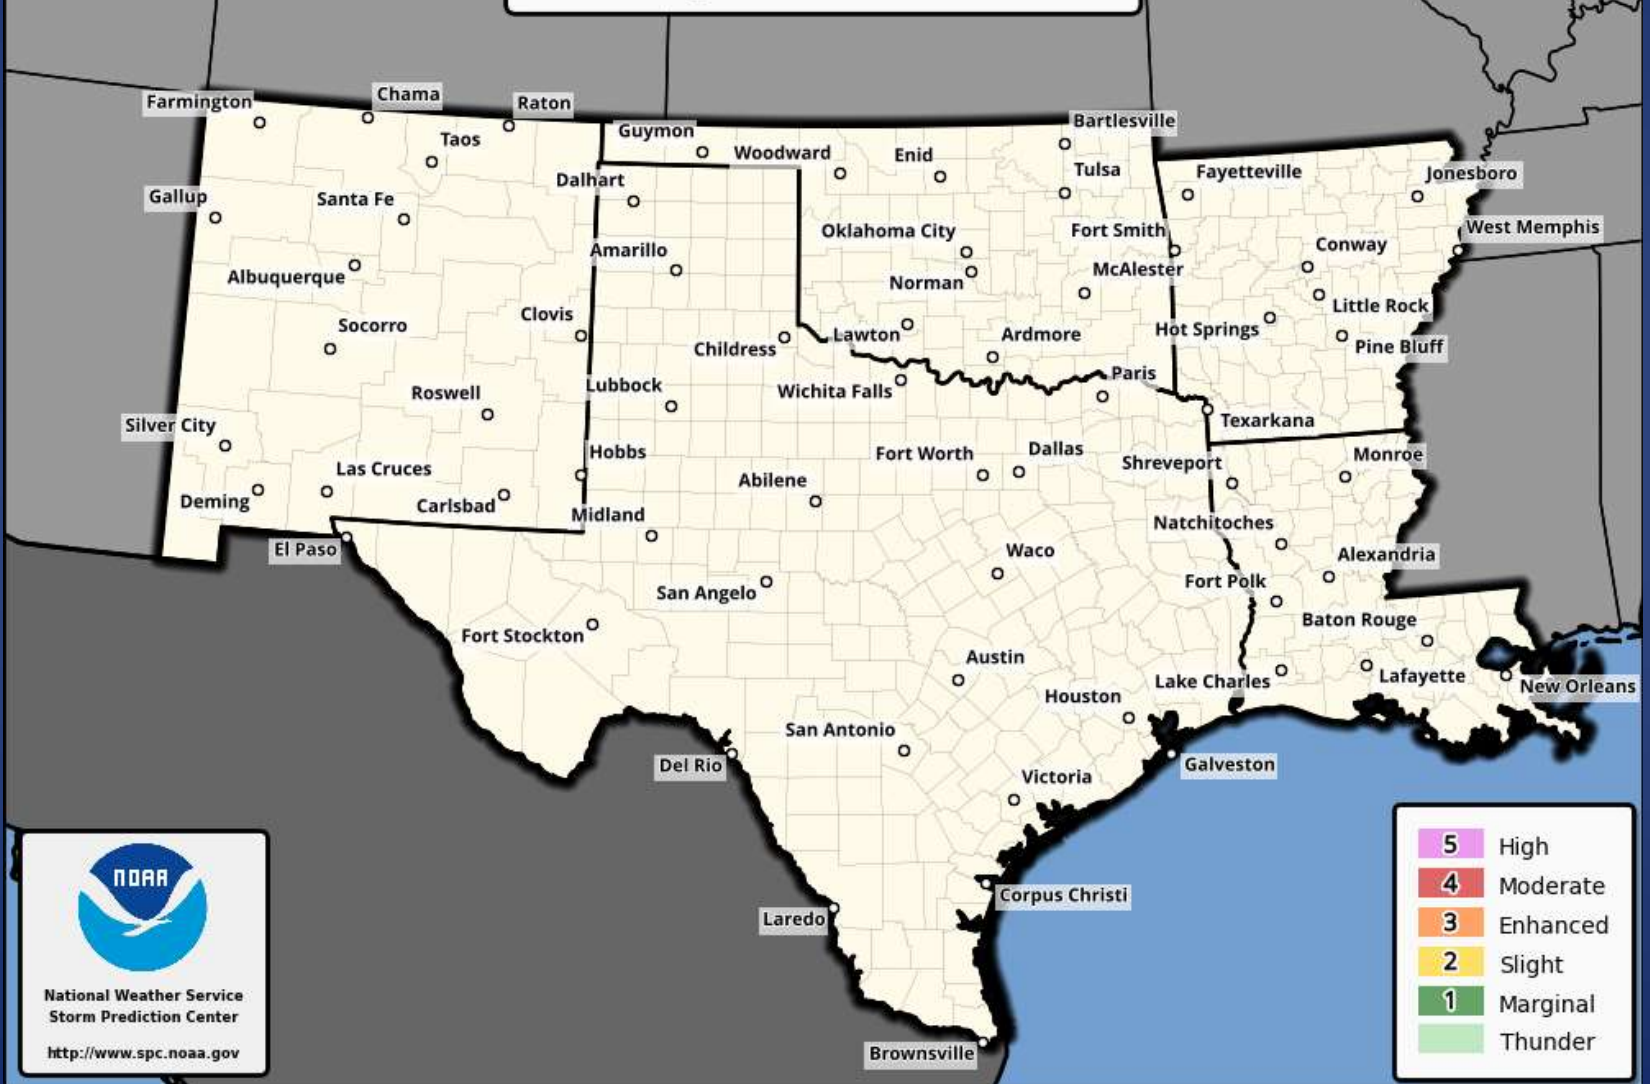 Farmington
Chama
Raton
Taos
Guymon
Woodward
Enid
Bartlesville
Tulsa
Fayetteville
Jonesboro
Gallup
Santa Fe
Dalhart
Oklahoma City
Fort Smith
Conway
West Memphis
Albuquerque
Amarillo
Norman
McAlester
Little Rock
Socorro
Clovis
Childress
Lawton
Ardmore
Hot Springs
Pine Bluff
Roswell
Lubbock
Wichita Falls
Paris
Texarkana
Silver City
Las Cruces
Hobbs
Fort Worth
Dallas
Shreveport
Monroe
Deming
Carlsbad
Abilene
Midland
Natchitoches
El Paso
Waco
Alexandria
San Angelo
Fort Polk
Fort Stockton
Baton Rouge
Austin
Lake Charles
Lafayette
New Orleans
Houston
San Antonio
Del Rio
Galveston
Victoria
Corpus Christi
Laredo
Brownsville
NOAA
National Weather Service
Storm Prediction Center
http://www.spc.noaa.gov
5 High
4 Moderate
3 Enhanced
2 Slight
1 Marginal
Thunder